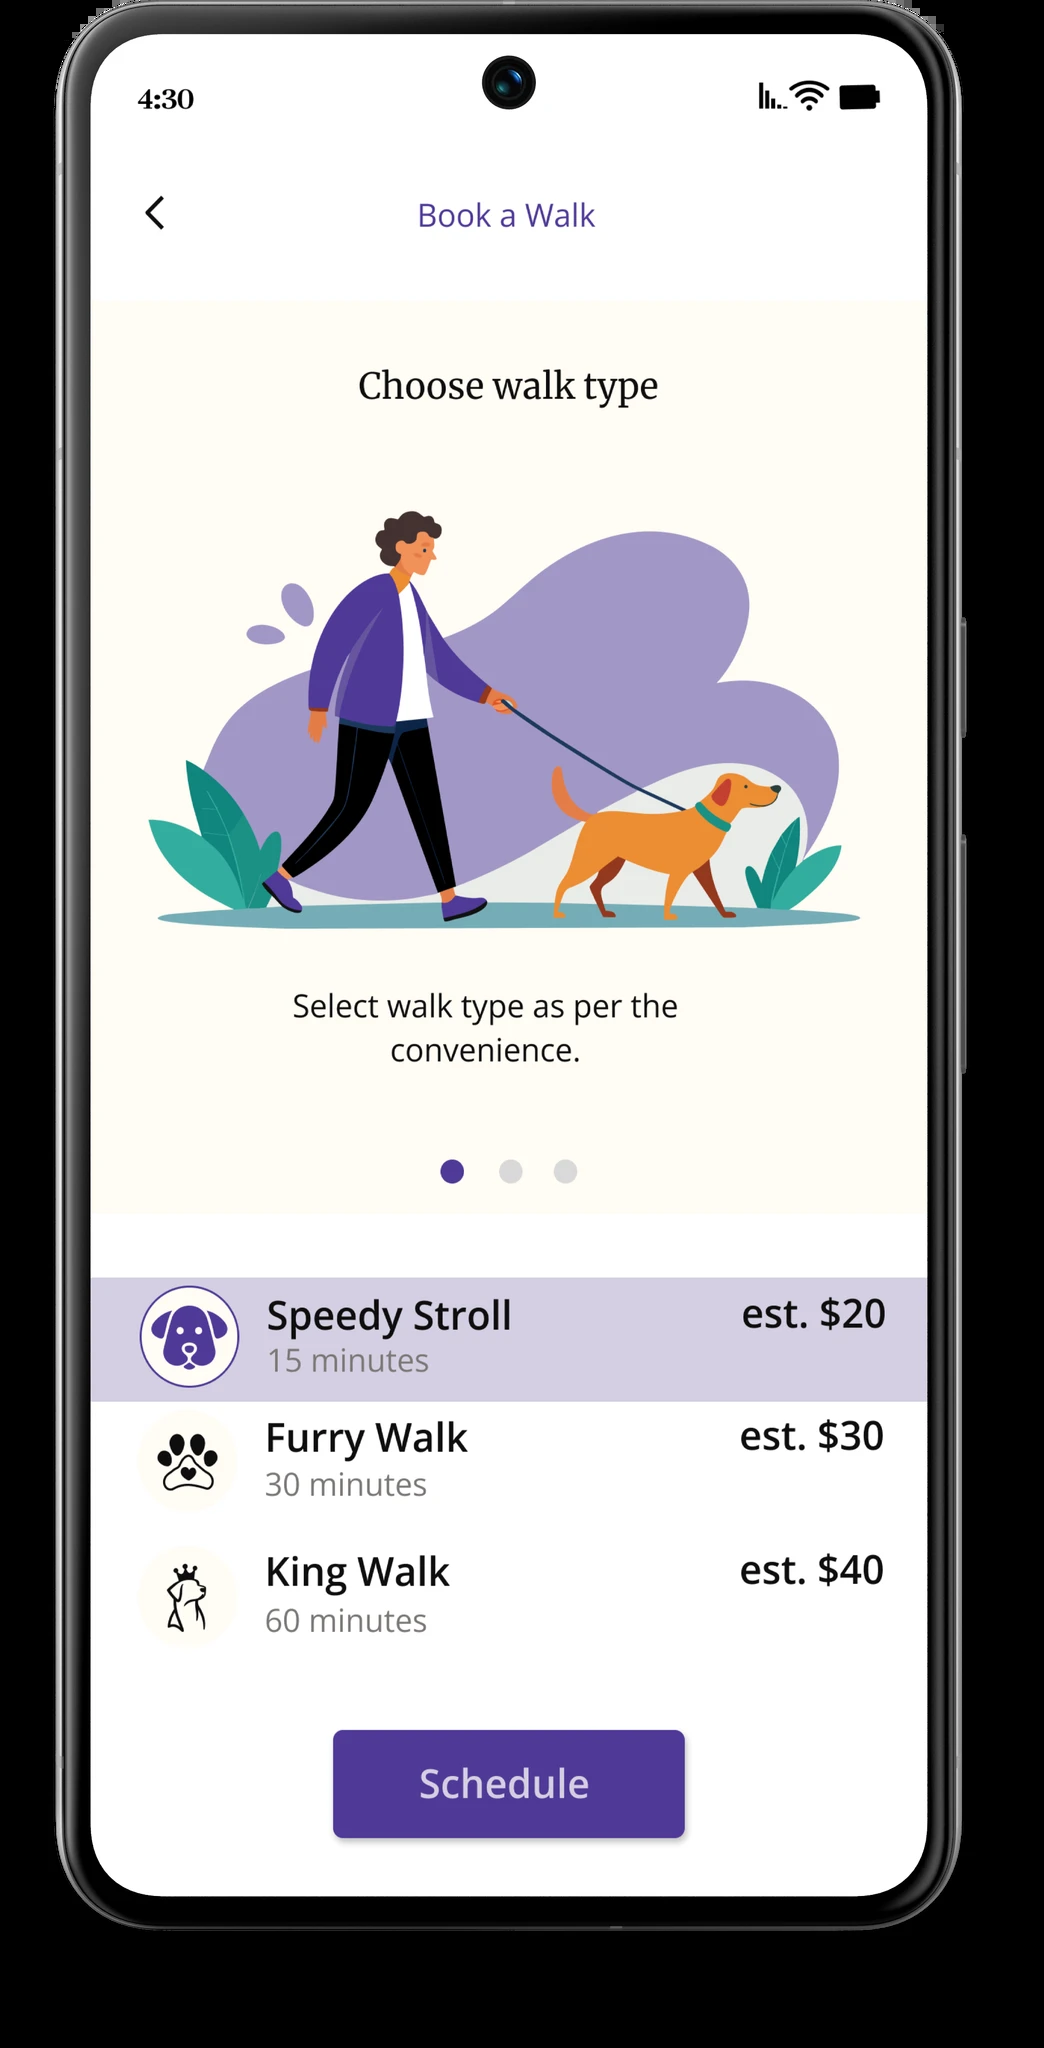 4:30
Book a Walk
Choose walk type
Select walk type as per the
convenience.
Speedy Stroll
est. $20
15 minutes
Furry Walk
est. $30
30 minutes
King Walk
est. $40
60 minutes
Schedule